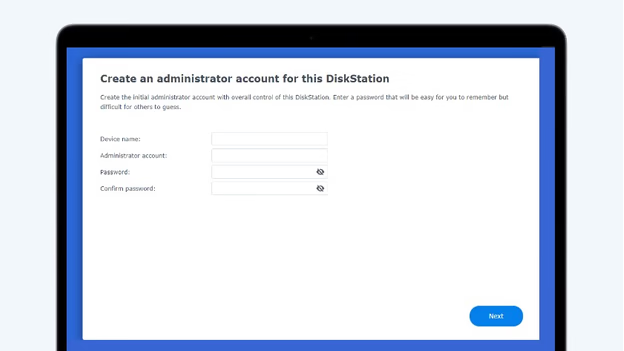 Create an administrator account for this DiskStation
Create the initial administrator account with overall control of this DiskStation. Enter a password that will be easy for you to remember but
difficult for others to guess.
Device name:
Administrator account:
Password:
Confirm password:
Next